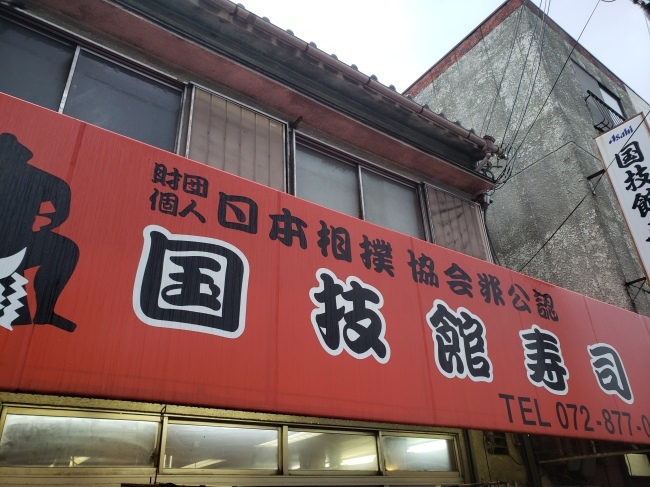 財団
個人
日本相撲協会非公認
国技館寿司
TEL 072-877-0
Asahi
国技館